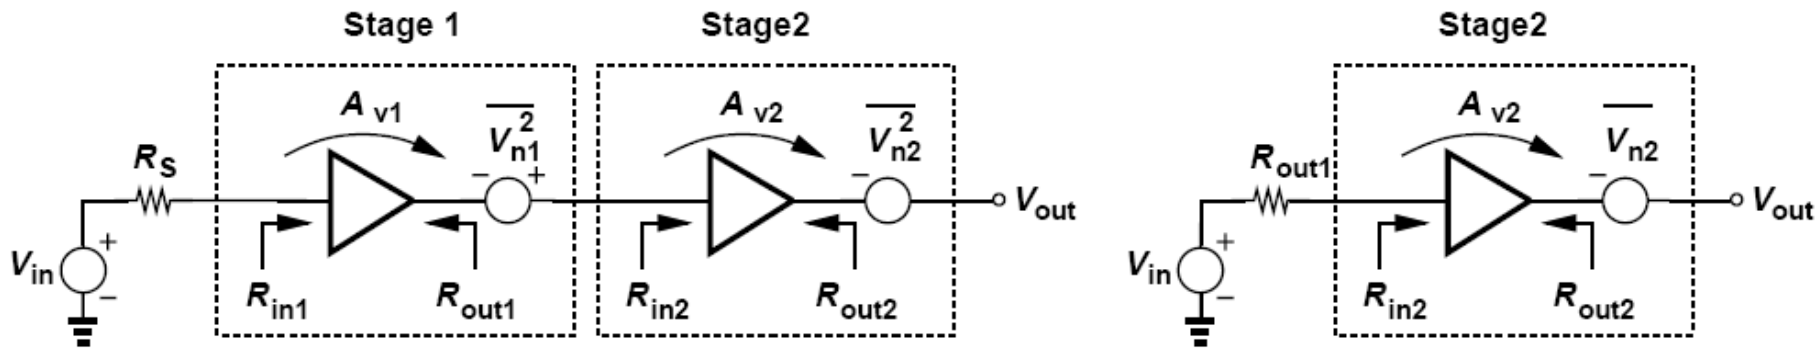 Stage 1
Stage2
Stage2
A v1
V n1 2
A v2
V n2 2
A v2
V n2
R S
R out1
V out
V out
V in
+
−
− +
−
V in
+
−
−
R in1
R out1
R in2
R out2
R in2
R out2